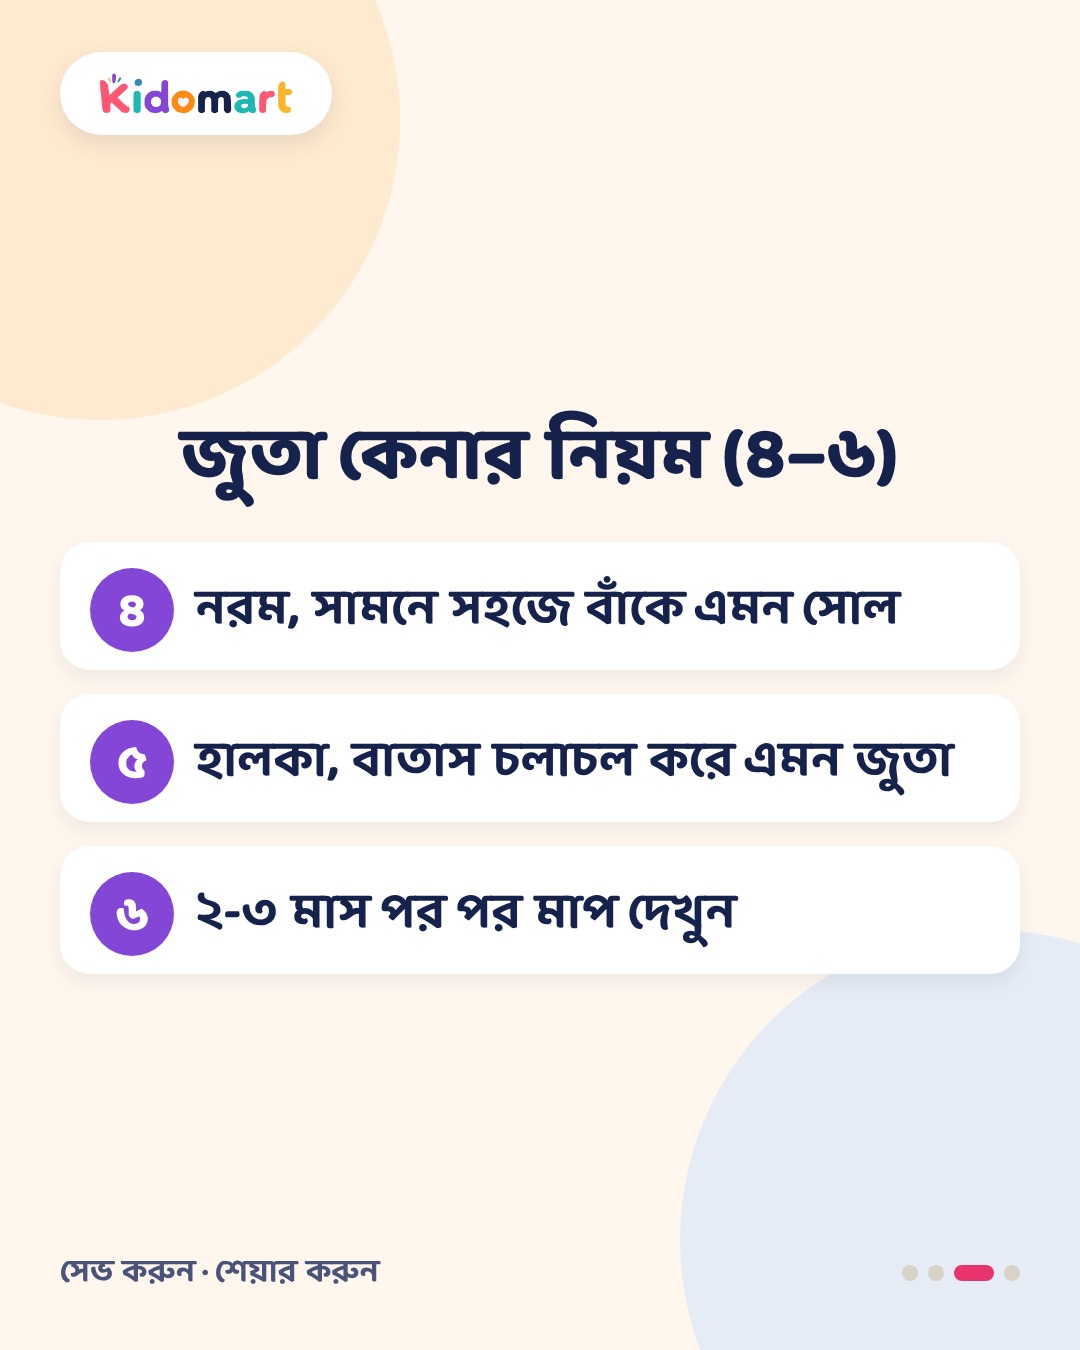 Kidomart
জুতা কেনার নিয়ম (৪–৬)
৪ নরম, সামনে সহজে বাঁকে এমন সোল
৫ হালকা, বাতাস চলাচল করে এমন জুতা
৬ ২-৩ মাস পর পর মাপ দেখুন
সেভ করুন · শেয়ার করুন